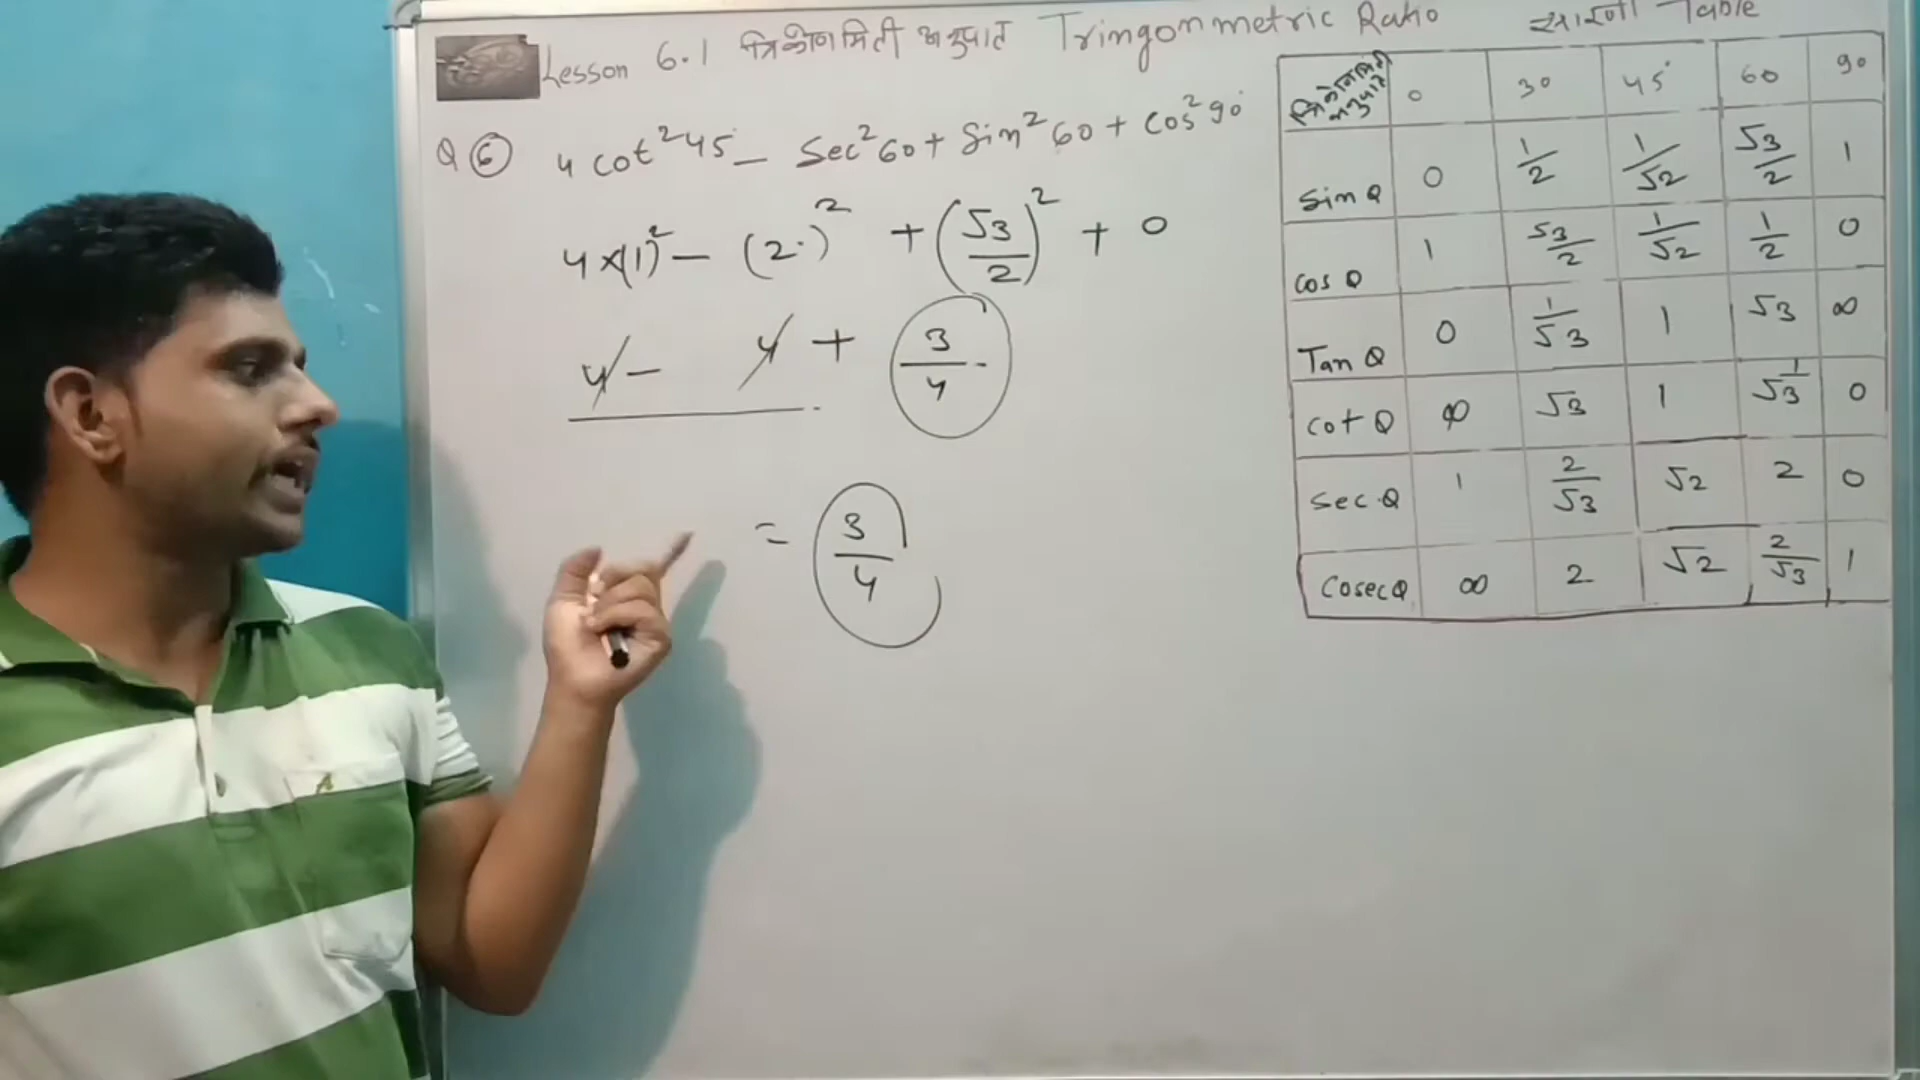 Lesson 6.1 त्रिकोणमिती अनुपात Tringommetric Ratio
सारणी Table
Q ⑥ 4 cot²45 - Sec²60 + Sin²60 + Cos²90°
4×(1)² - (2.)² + (√3/2)² + 0
4 - 4 + 3/4
= 3/4
त्रिकोणमिती अनुपात 0 30 45° 60 90
Sin Q 0 1/2 1/√2 √3/2 1
Cos Q 1 √3/2 1/√2 1/2 0
Tan Q 0 1/√3 1 √3 ∞
Cot Q ∞ √3 1 1/√3 0
Sec Q 1 2/√3 √2 2 0
Cosec Q ∞ 2 √2 2/√3 1